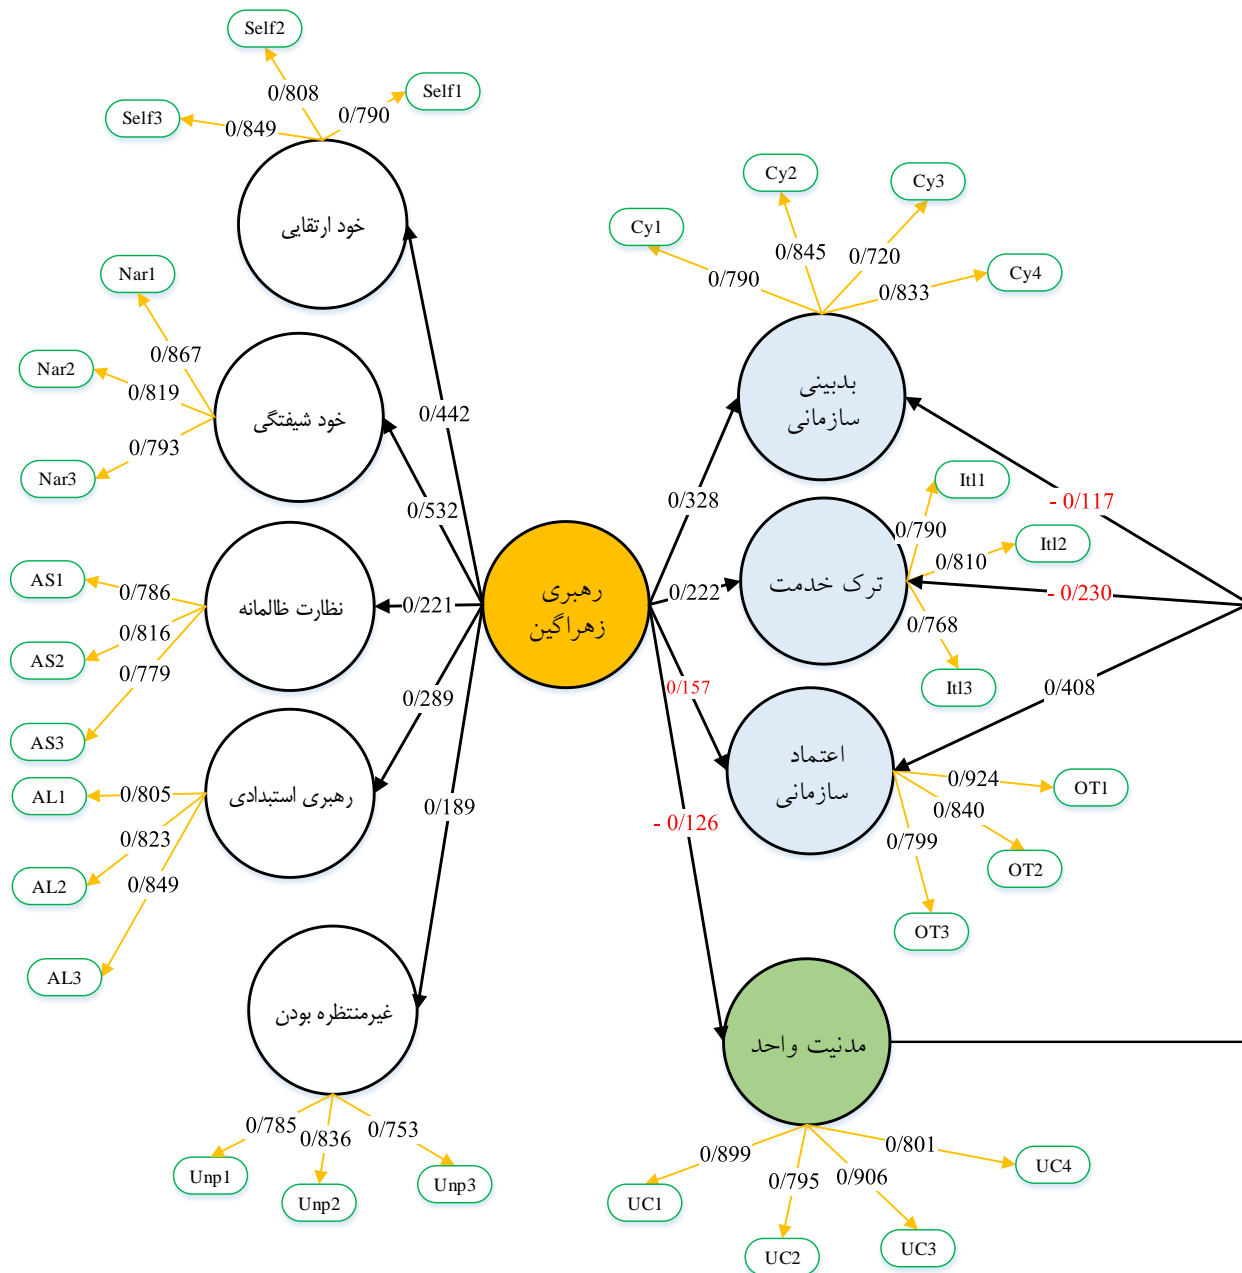 Self2
0/808
Self1
0/790
Self3
0/849
خود ارتقایی
Nar1
0/867
Nar2
0/819
Nar3
0/793
خود شیفتگی
AS1
0/786
AS2
0/816
AS3
0/779
نظارت ظالمانه
AL1
0/805
AL2
0/823
AL3
0/849
رهبری استبدادی
غیرمنتظره بودن
0/785
0/836
0/753
Unp1
Unp2
Unp3
0/442
0/532
0/221
0/289
0/189
رهبری
زهراگین
0/328
0/222
0/157
- 0/126
Cy1
0/790
Cy2
0/845
Cy3
0/720
Cy4
0/833
بدبینی
سازمانی
- 0/117
Itl1
0/790
Itl2
0/810
Itl3
0/768
ترک خدمت
- 0/230
اعتماد
سازمانی
0/408
0/924
OT1
0/840
OT2
0/799
OT3
مدنیت واحد
0/899
0/795
0/906
0/801
UC1
UC2
UC3
UC4